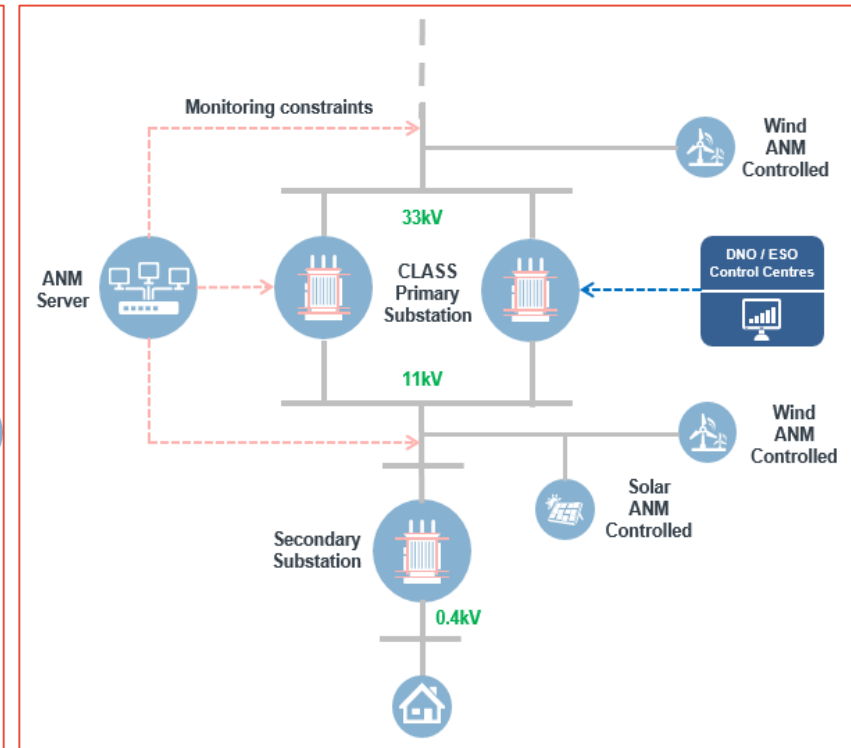 Monitoring constraints
Wind
ANM
Controlled
33kV
ANM
Server
CLASS
Primary
Substation
DNO / ESO
Control Centres
11kV
Wind
ANM
Controlled
Solar
ANM
Controlled
Secondary
Substation
0.4kV